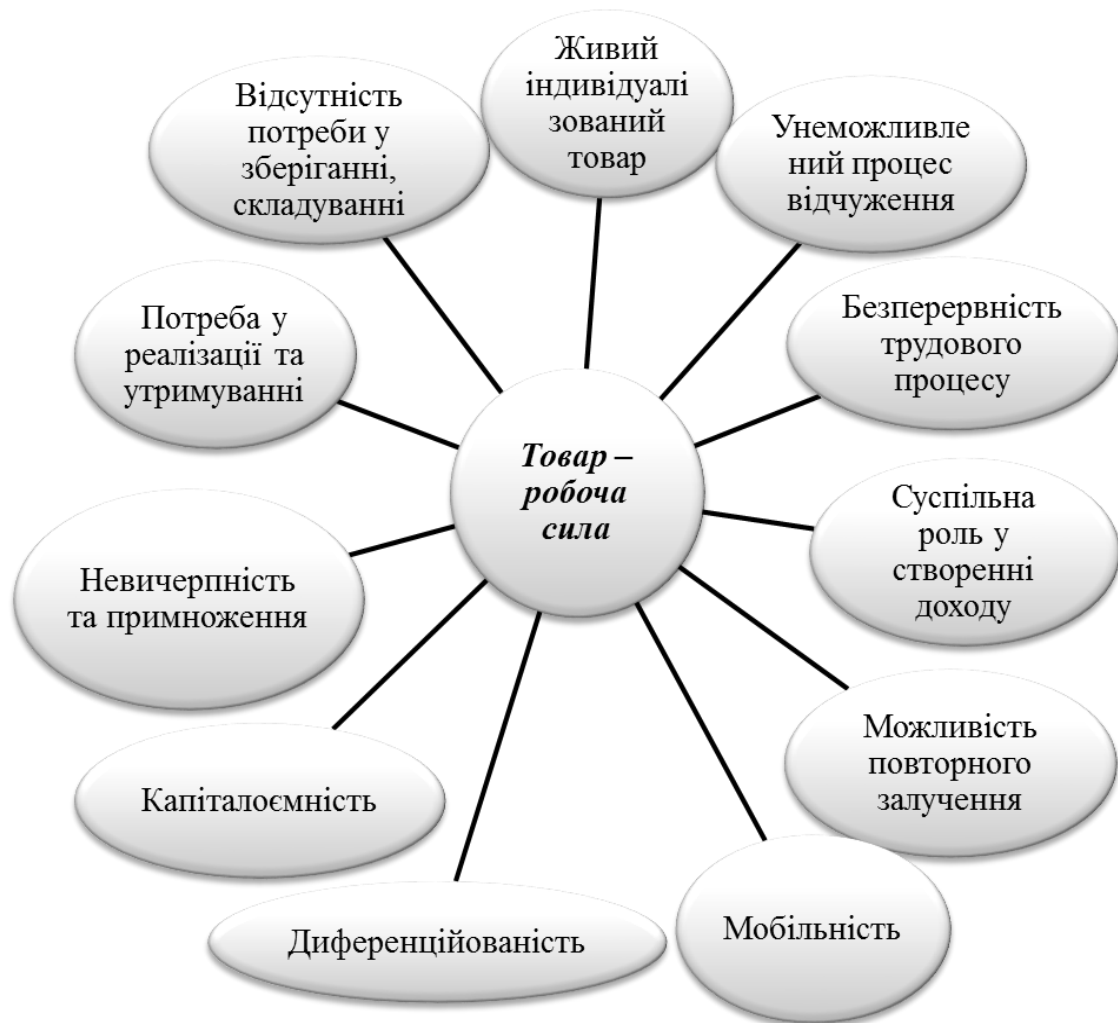 Живий
індивідуалі
зований
товар
Унеможливле
ний процес
відчуження
Безперервність
трудового
процесу
Суспільна
роль у
створенні
доходу
Можливість
повторного
залучення
Мобільність
Диференційованість
Капіталоємність
Невичерпність
та примноження
Потреба у
реалізації та
утримуванні
Відсутність
потреби у
зберіганні,
складуванні
Товар –
робоча
сила